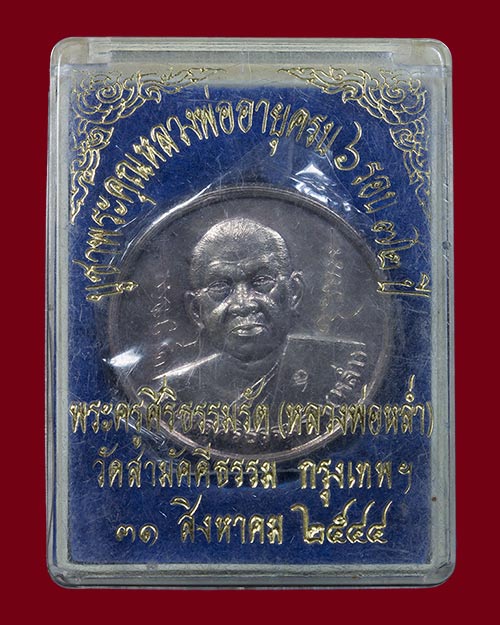 บูชาพระคุณหลวงพ่ออายุครบ ๖ รอบ ๗๒ ปี
พระครูศิริธรรมรัต (หลวงพ่อหล่ำ)
วัดสามัคคีธรรม กรุงเทพฯ
๓๑ สิงหาคม ๒๕๔๔